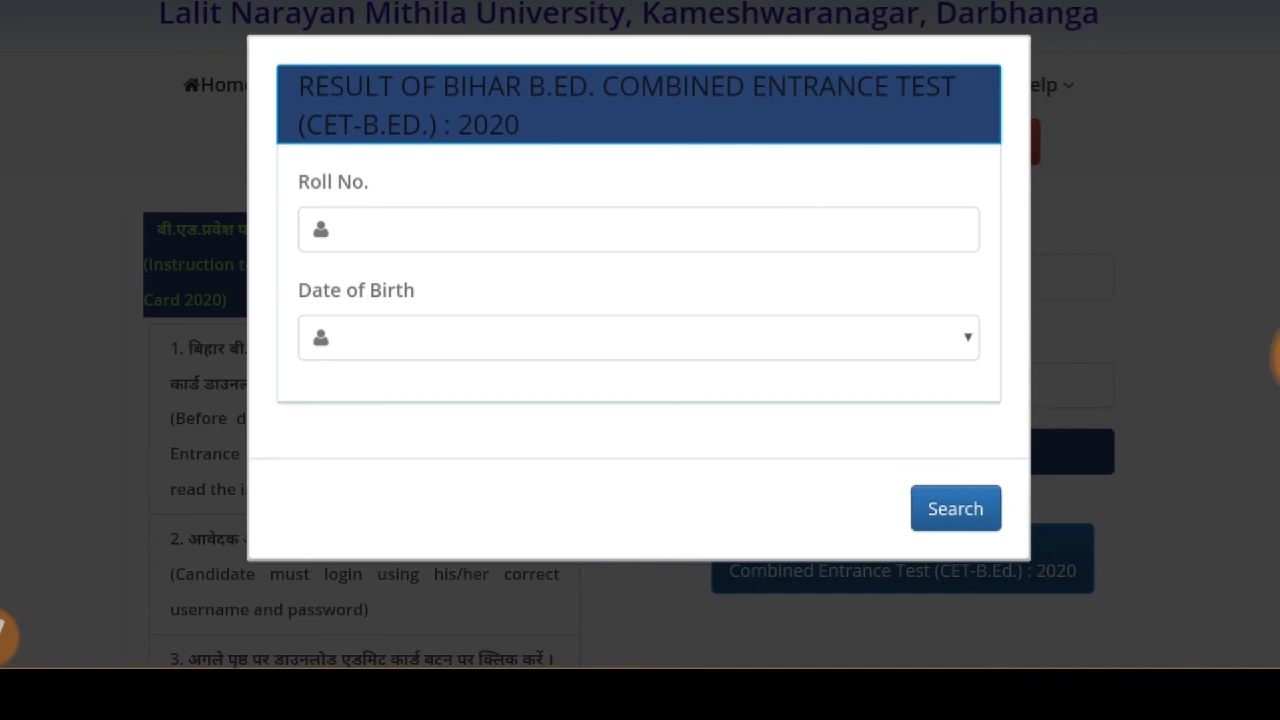 Lalit Narayan Mithila University, Kameshwaranagar, Darbhanga
Home
RESULT OF BIHAR B.ED. COMBINED ENTRANCE TEST
(CET-B.ED.) : 2020
Roll No.
Date of Birth
Search
बी.एड.प्रवेश
(Instruction
Card 2020)
1. बिहार
कार्ड
(Before
Entrance
read the
2. आवेदक
(Candidate must login using his/her correct
username and password)
3. अगले पृष्ठ पर डाउनलोड एडमिट कार्ड बटन पर क्लिक करें ।
Combined Entrance Test (CET-B.Ed.) : 2020